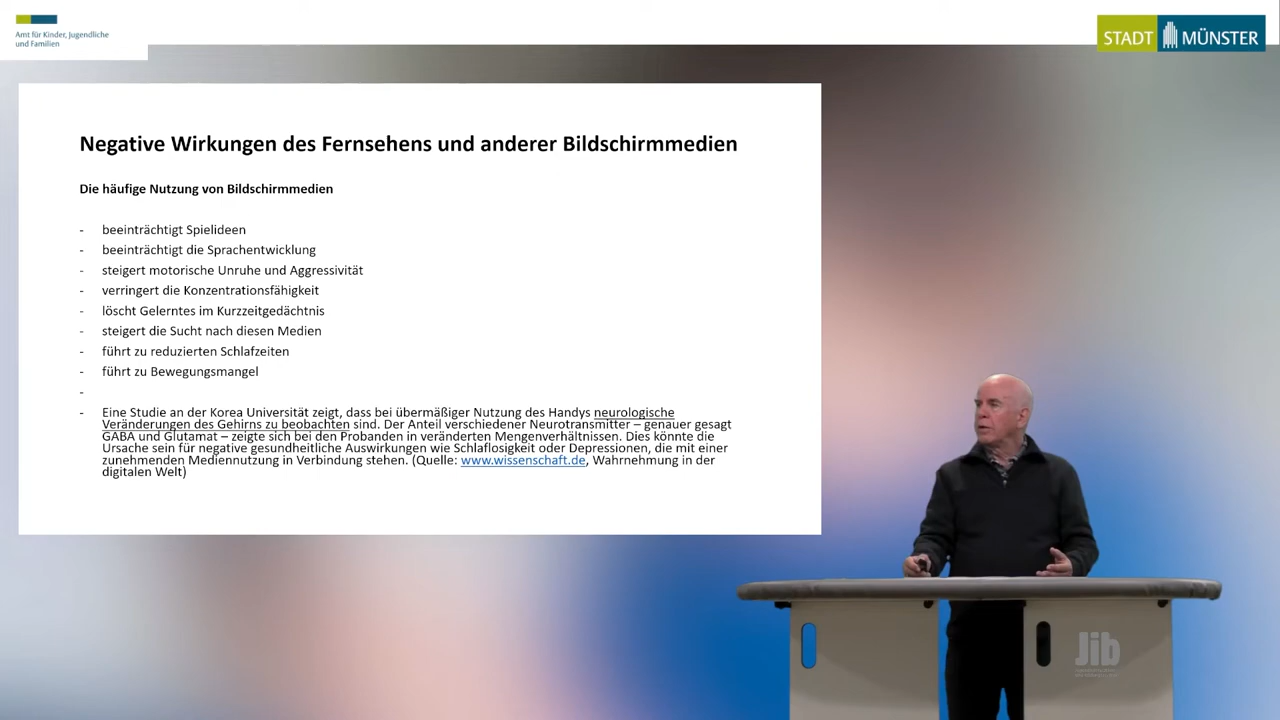 Amt für Kinder, Jugendliche
und Familien
STADT MÜNSTER
Negative Wirkungen des Fernsehens und anderer Bildschirmmedien
Die häufige Nutzung von Bildschirmmedien
- beeinträchtigt Spielideen
- beeinträchtigt die Sprachentwicklung
- steigert motorische Unruhe und Aggressivität
- verringert die Konzentrationsfähigkeit
- löscht Gelerntes im Kurzzeitgedächtnis
- steigert die Sucht nach diesen Medien
- führt zu reduzierten Schlafzeiten
- führt zu Bewegungsmangel
-
- Eine Studie an der Korea Universität zeigt, dass bei übermäßiger Nutzung des Handys neurologische
Veränderungen des Gehirns zu beobachten sind. Der Anteil verschiedener Neurotransmitter – genauer gesagt
GABA und Glutamat – zeigte sich bei den Probanden in veränderten Mengenverhältnissen. Dies könnte die
Ursache sein für negative gesundheitliche Auswirkungen wie Schlaflosigkeit oder Depressionen, die mit einer
zunehmenden Mediennutzung in Verbindung stehen. (Quelle: www.wissenschaft.de, Wahrnehmung in der
digitalen Welt)
Jib